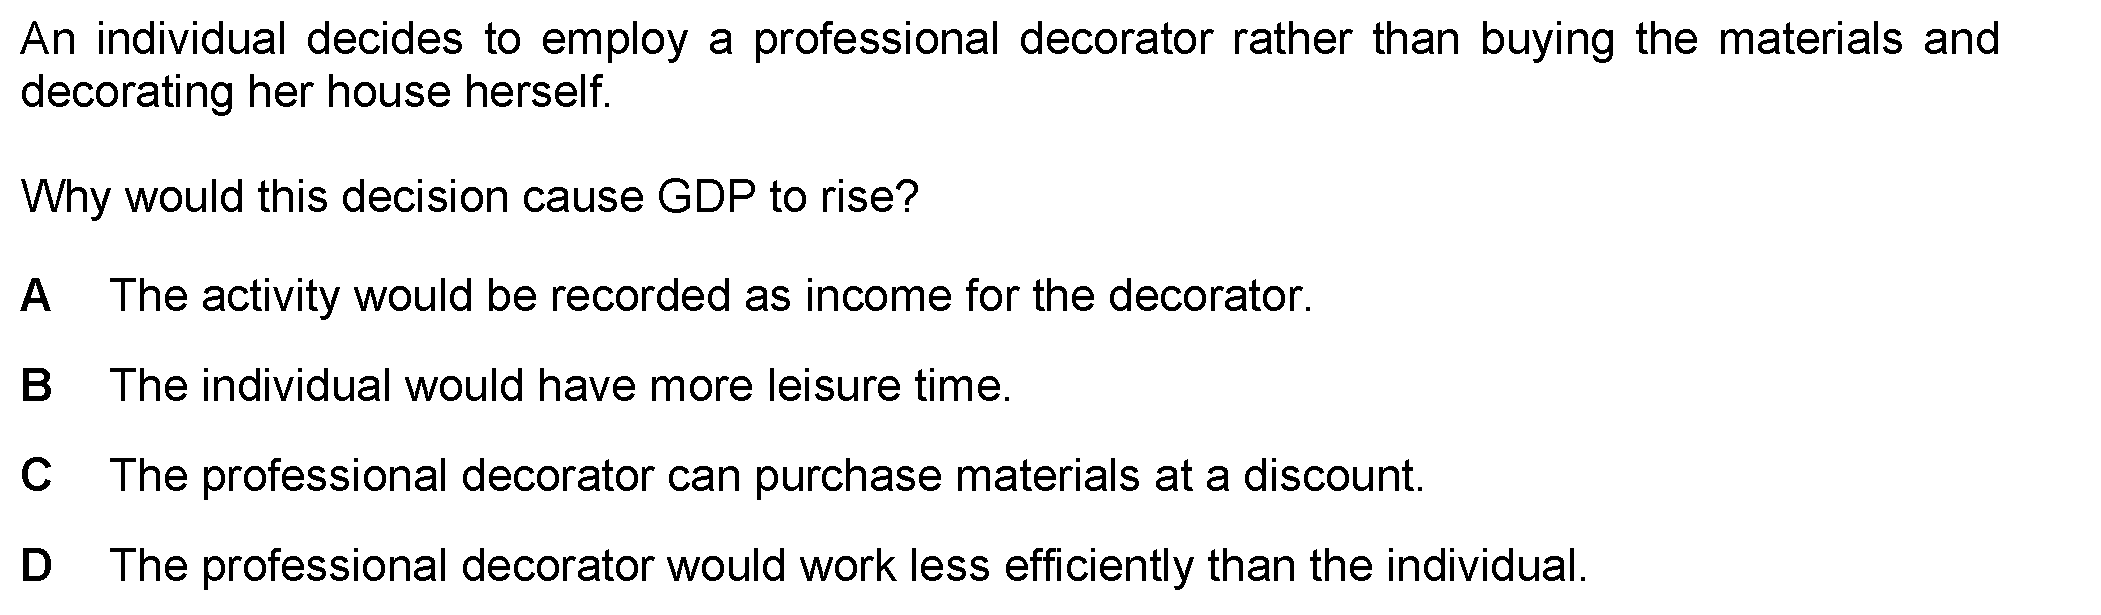 An individual decides to employ a professional decorator rather than buying the materials and
decorating her house herself.
Why would this decision cause GDP to rise?
A The activity would be recorded as income for the decorator.
B The individual would have more leisure time.
C The professional decorator can purchase materials at a discount.
D The professional decorator would work less efficiently than the individual.